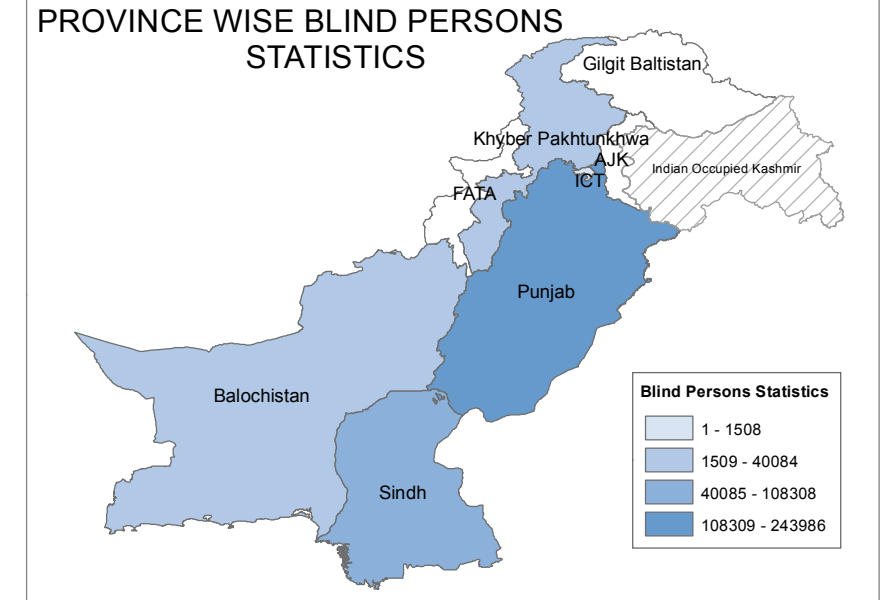 PROVINCE WISE BLIND PERSONS
STATISTICS
Gilgit Baltistan
Khyber Pakhtunkhwa
AJK
Indian Occupied Kashmir
ICT
FATA
Punjab
Balochistan
Sindh
Blind Persons Statistics
1 - 1508
1509 - 40084
40085 - 108308
108309 - 243986